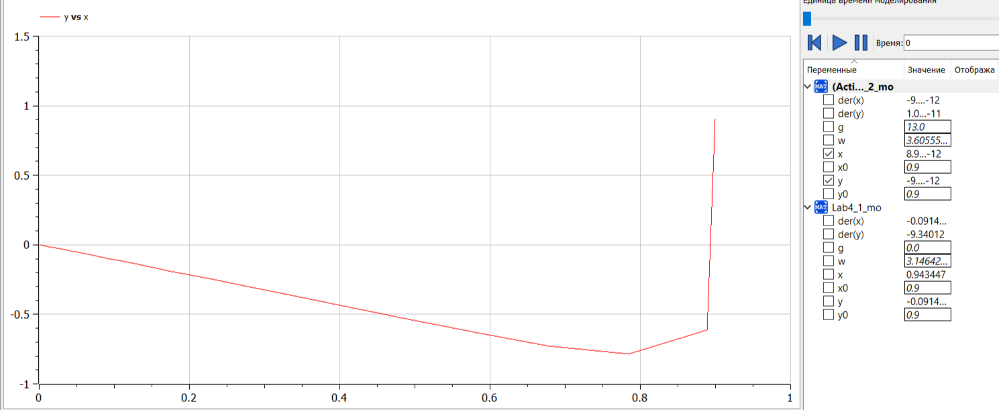 y vs x
1.5
1
0.5
0
-0.5
-1
0 0.2 0.4 0.6 0.8 1
Единица времени моделирования
Время: 0
Переменные Значение Отобража
(Acti..._2_mo
der(x) -9....-12
der(y) 1.0...-11
g 13.0
w 3.60555...
x 8.9...-12
x0 0.9
y -9....-12
y0 0.9
Lab4_1_mo
der(x) -0.0914...
der(y) -9.34012
g 0.0
w 3.14642...
x 0.943447
x0 0.9
y -0.0914...
y0 0.9